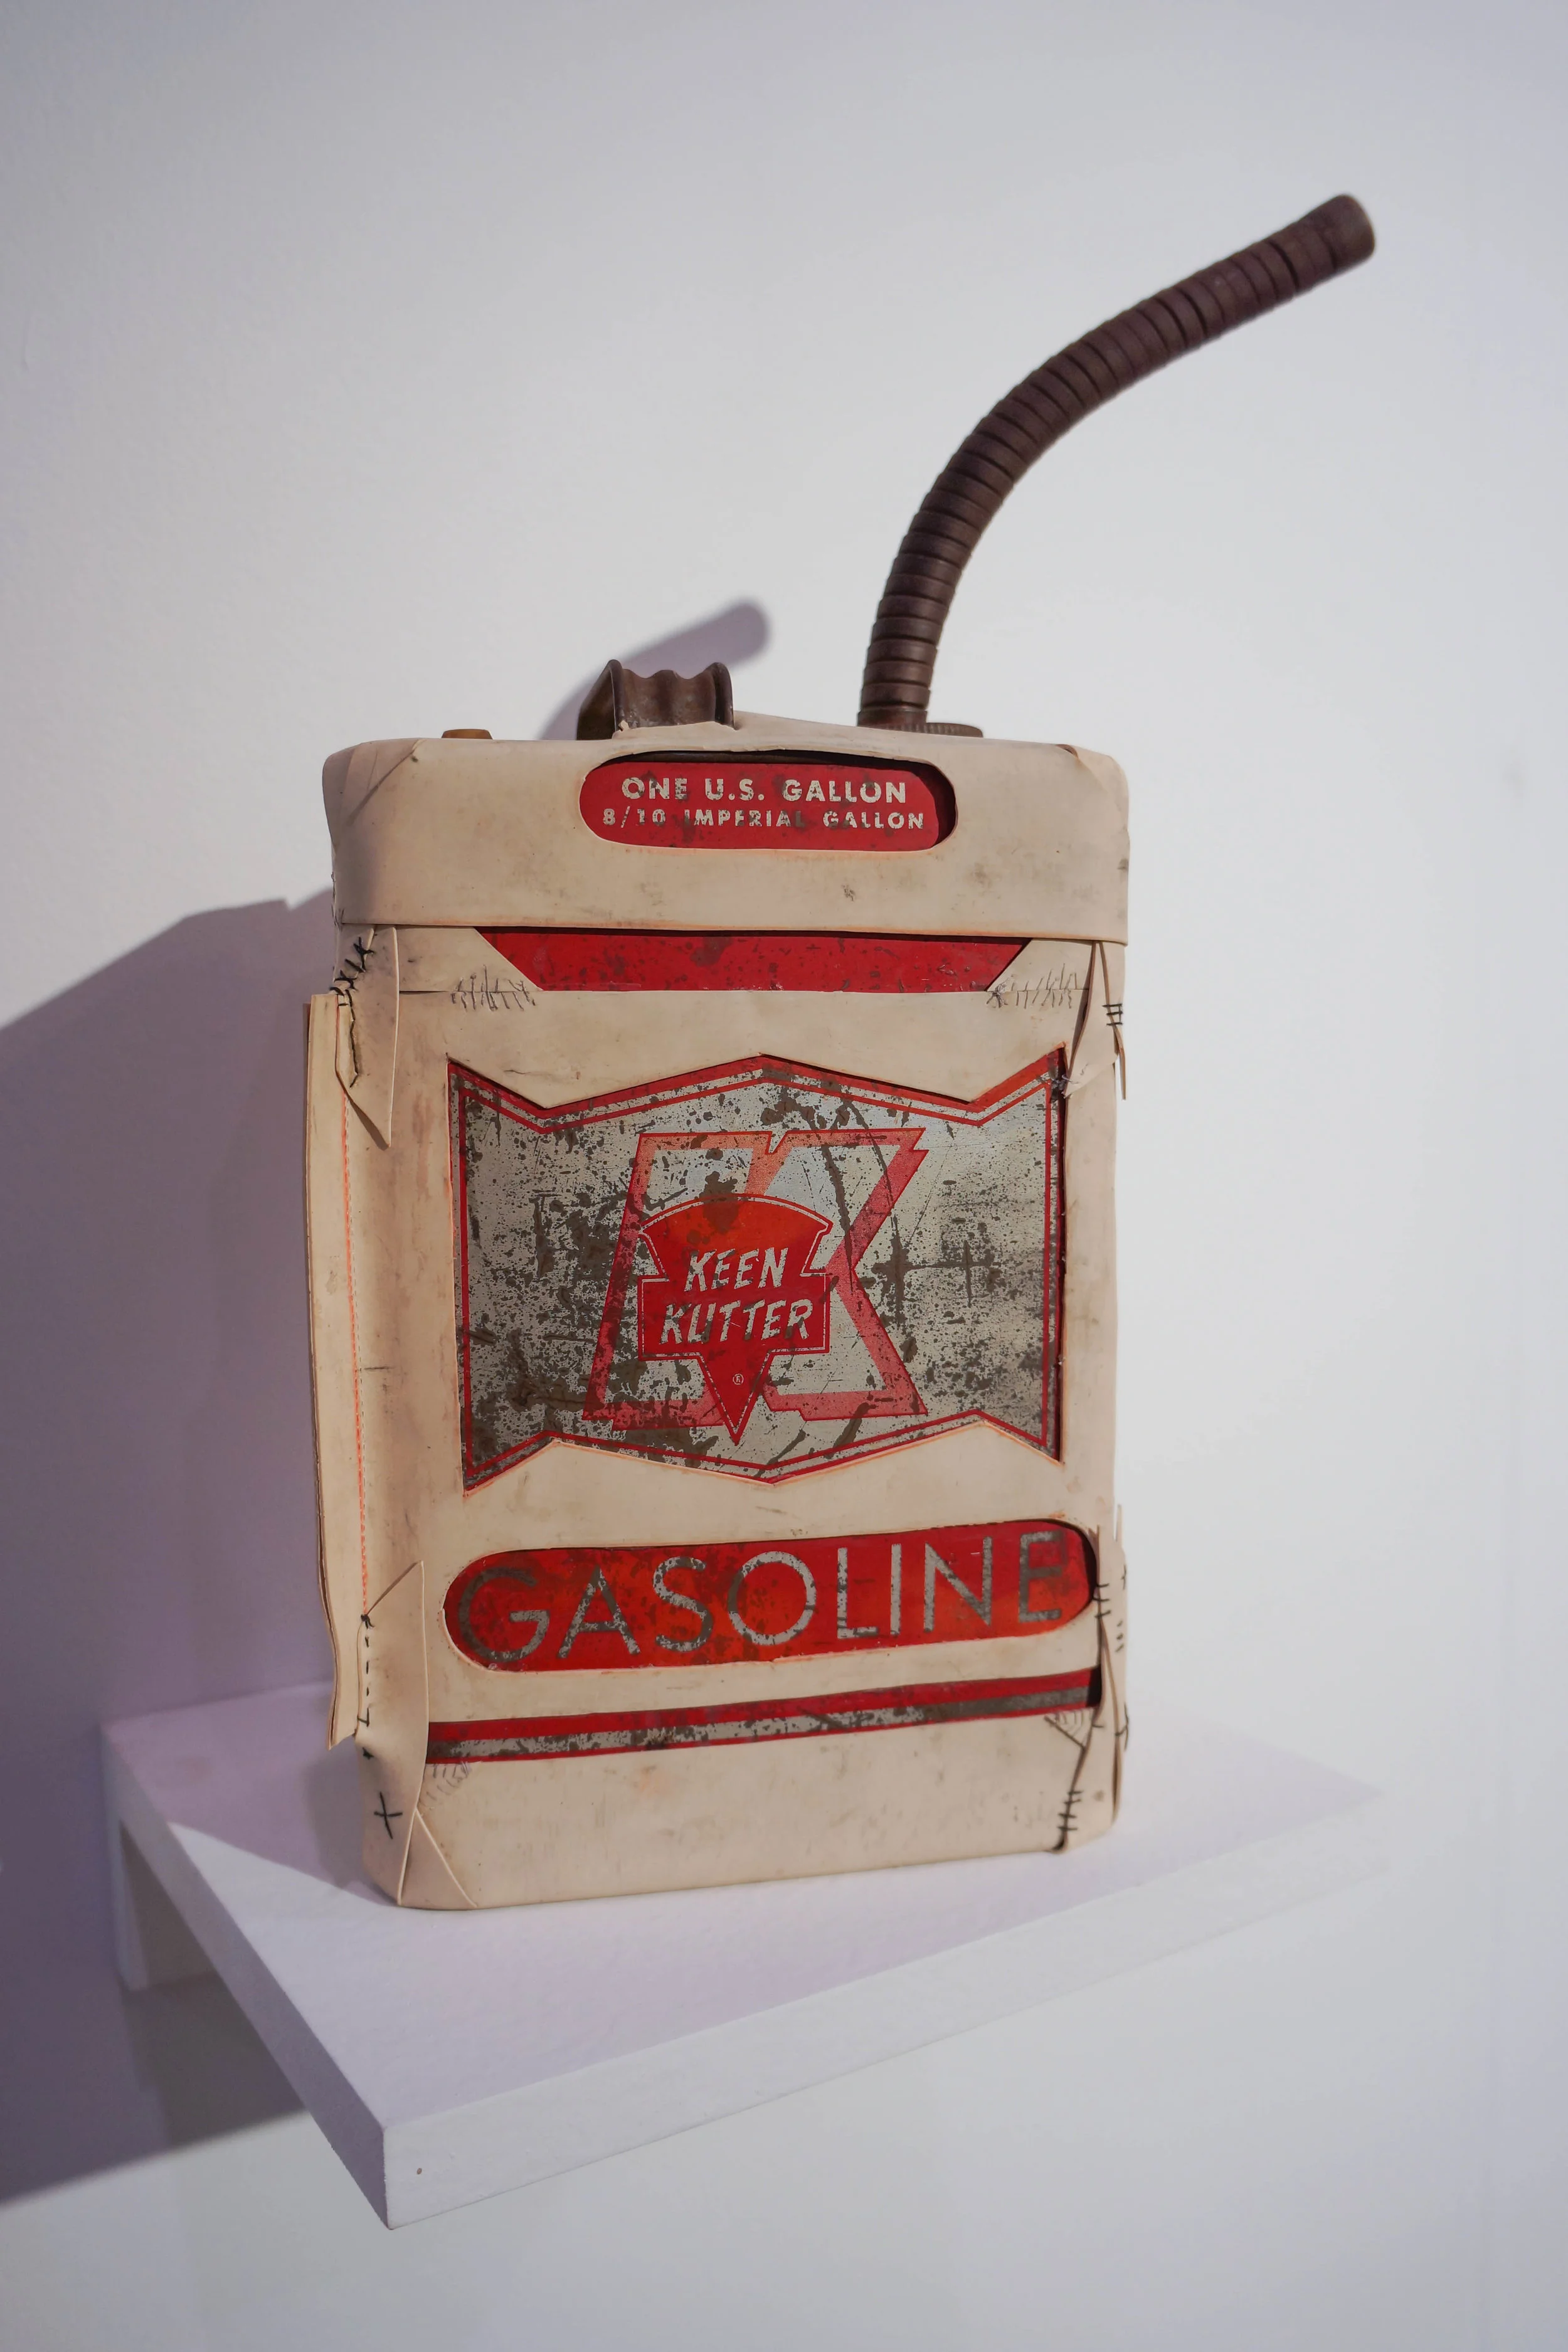 ONE U.S. GALLON
8/10 IMPERIAL GALLON
K
KEEN
KUTTER
®
GASOLINE